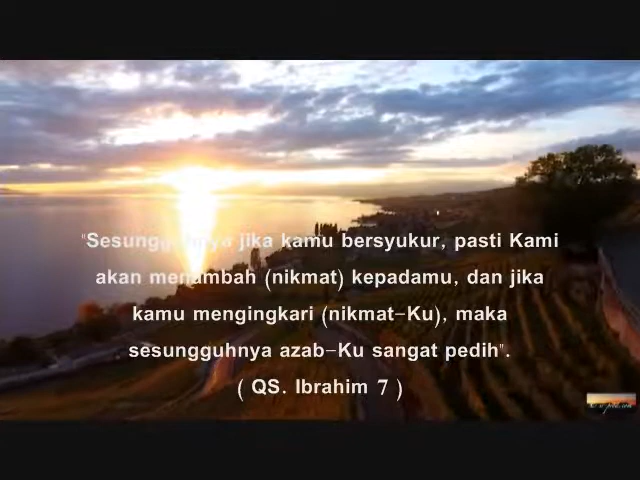 "Sesungguhnya jika kamu bersyukur, pasti Kami
akan menambah (nikmat) kepadamu, dan jika
kamu mengingkari (nikmat-Ku), maka
sesungguhnya azab-Ku sangat pedih".
( QS. Ibrahim 7 )